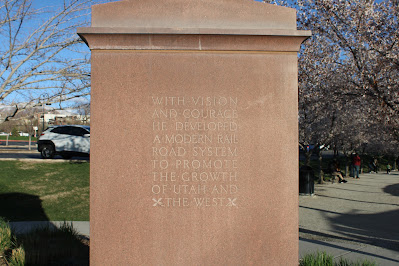 WITH VISION
AND COURAGE
HE DEVELOPED
A MODERN RAIL
ROAD SYSTEM
TO PROMOTE
THE GROWTH
OF UTAH AND
THE WEST